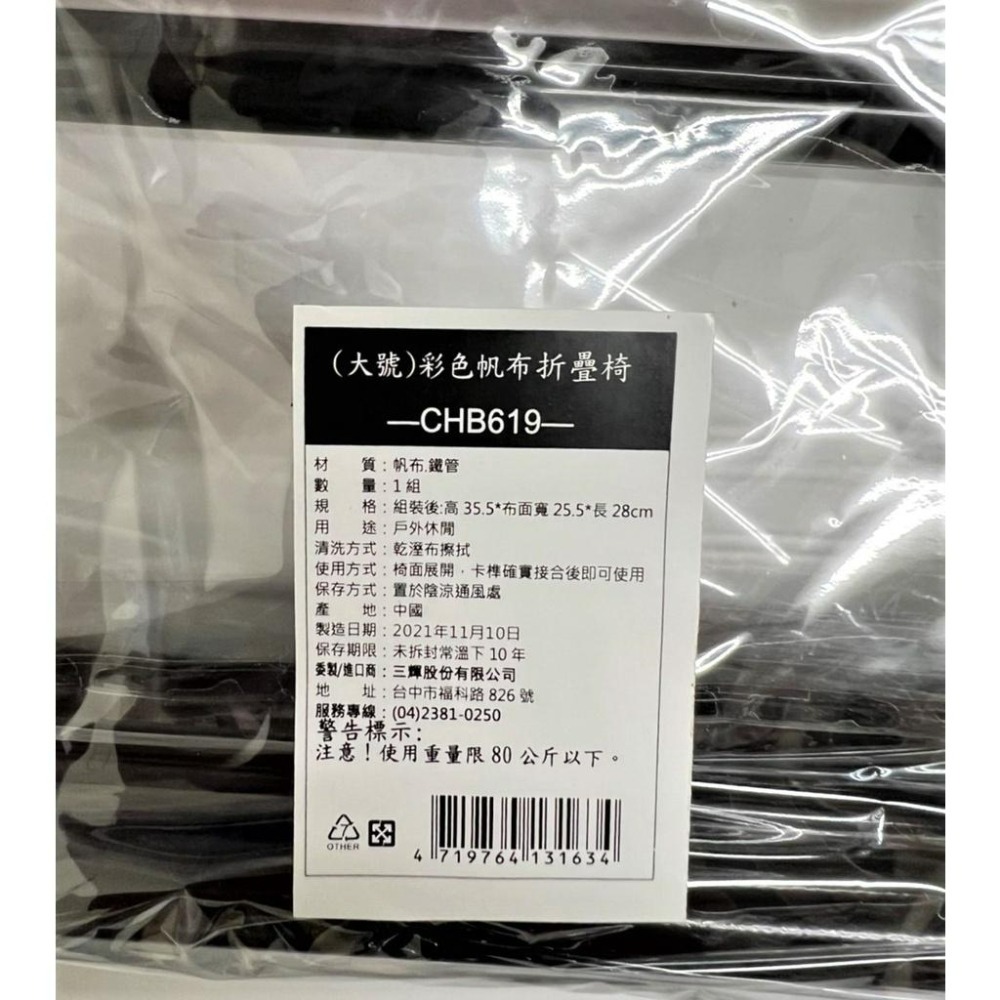 (大號)彩色帆布折疊椅
—CHB619—
材 質：帆布.鐵管
數 量：1組
規 格：組裝後:高 35.5*布面寬 25.5*長 28cm
用 途：戶外休閒
清洗方式：乾溼布擦拭
使用方式：椅面展開，卡榫確實接合後即可使用
保存方式：置於陰涼通風處
產 地：中國
製造日期：2021年11月10日
保存期限：未拆封常溫下 10 年
委製/進口商：三輝股份有限公司
地 址：台中市福科路 826 號
服務專線：(04)2381-0250
警告標示：
注意！使用重量限 80 公斤以下。
7
OTHER
4 719764 131634